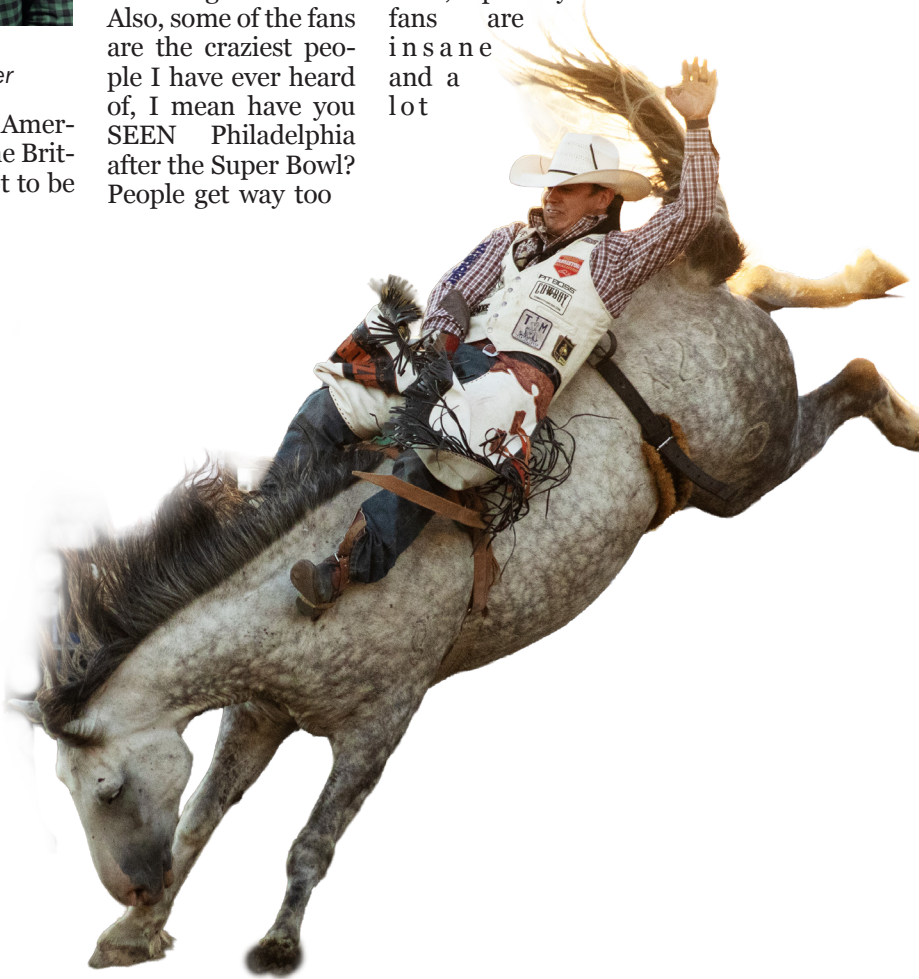 er
Amer-
e Brit-
t to be
Also, some of the fans
are the craziest peo-
ple I have ever heard
of, I mean have you
SEEN Philadelphia
after the Super Bowl?
People get way too
fans are
insane
and a
lot
PIT BOSS
COWBOY